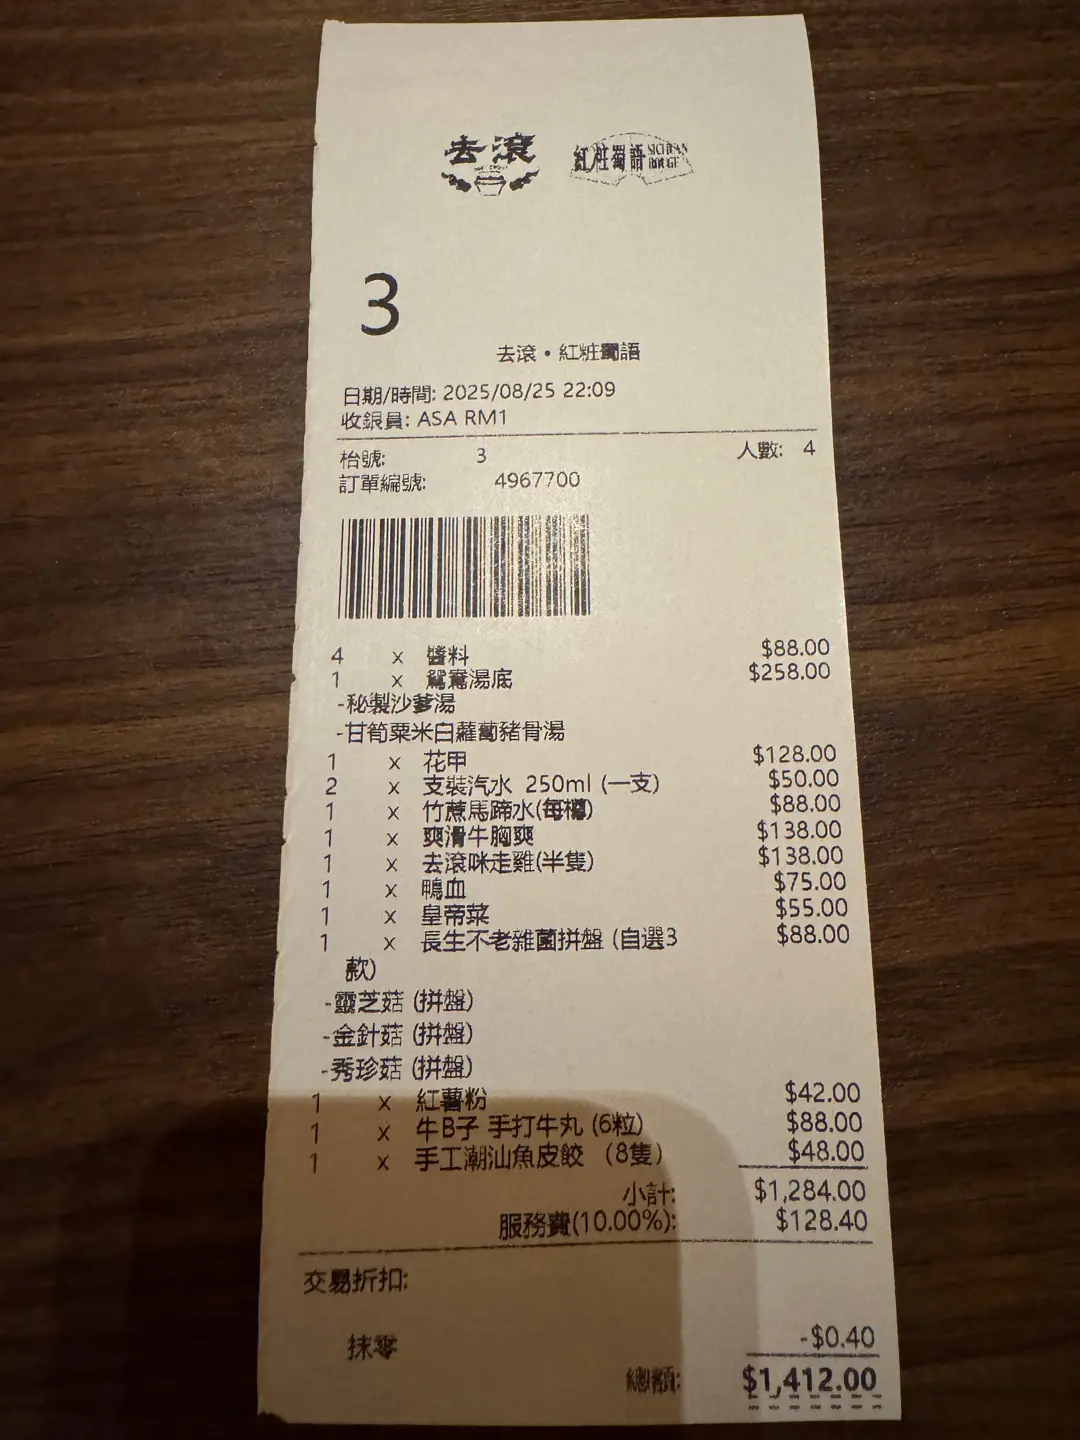 去滾 紅粧蜀語 SICHUAN ROUGE
3
去滾・紅粧蜀語
日期/時間: 2025/08/25 22:09
收銀員: ASA RM1
枱號: 3 人數: 4
訂單編號: 4967700
4 x 醬料 $88.00
1 x 鴛鴦湯底 $258.00
-秘製沙爹湯
-甘筍粟米白蘿蔔豬骨湯
1 x 花甲 $128.00
2 x 支裝汽水 250ml (一支) $50.00
1 x 竹蔗馬蹄水(每樽) $88.00
1 x 爽滑牛胸爽 $138.00
1 x 去滾咪走雞(半隻) $138.00
1 x 鴨血 $75.00
1 x 皇帝菜 $55.00
1 x 長生不老雜菌拼盤 (自選3 $88.00
款)
-靈芝菇 (拼盤)
-金針菇 (拼盤)
-秀珍菇 (拼盤)
1 x 紅薯粉 $42.00
1 x 牛B子 手打牛丸 (6粒) $88.00
1 x 手工潮汕魚皮餃 (8隻) $48.00
小計: $1,284.00
服務費(10.00%): $128.40
交易折扣:
抹零 -$0.40
總額: $1,412.00